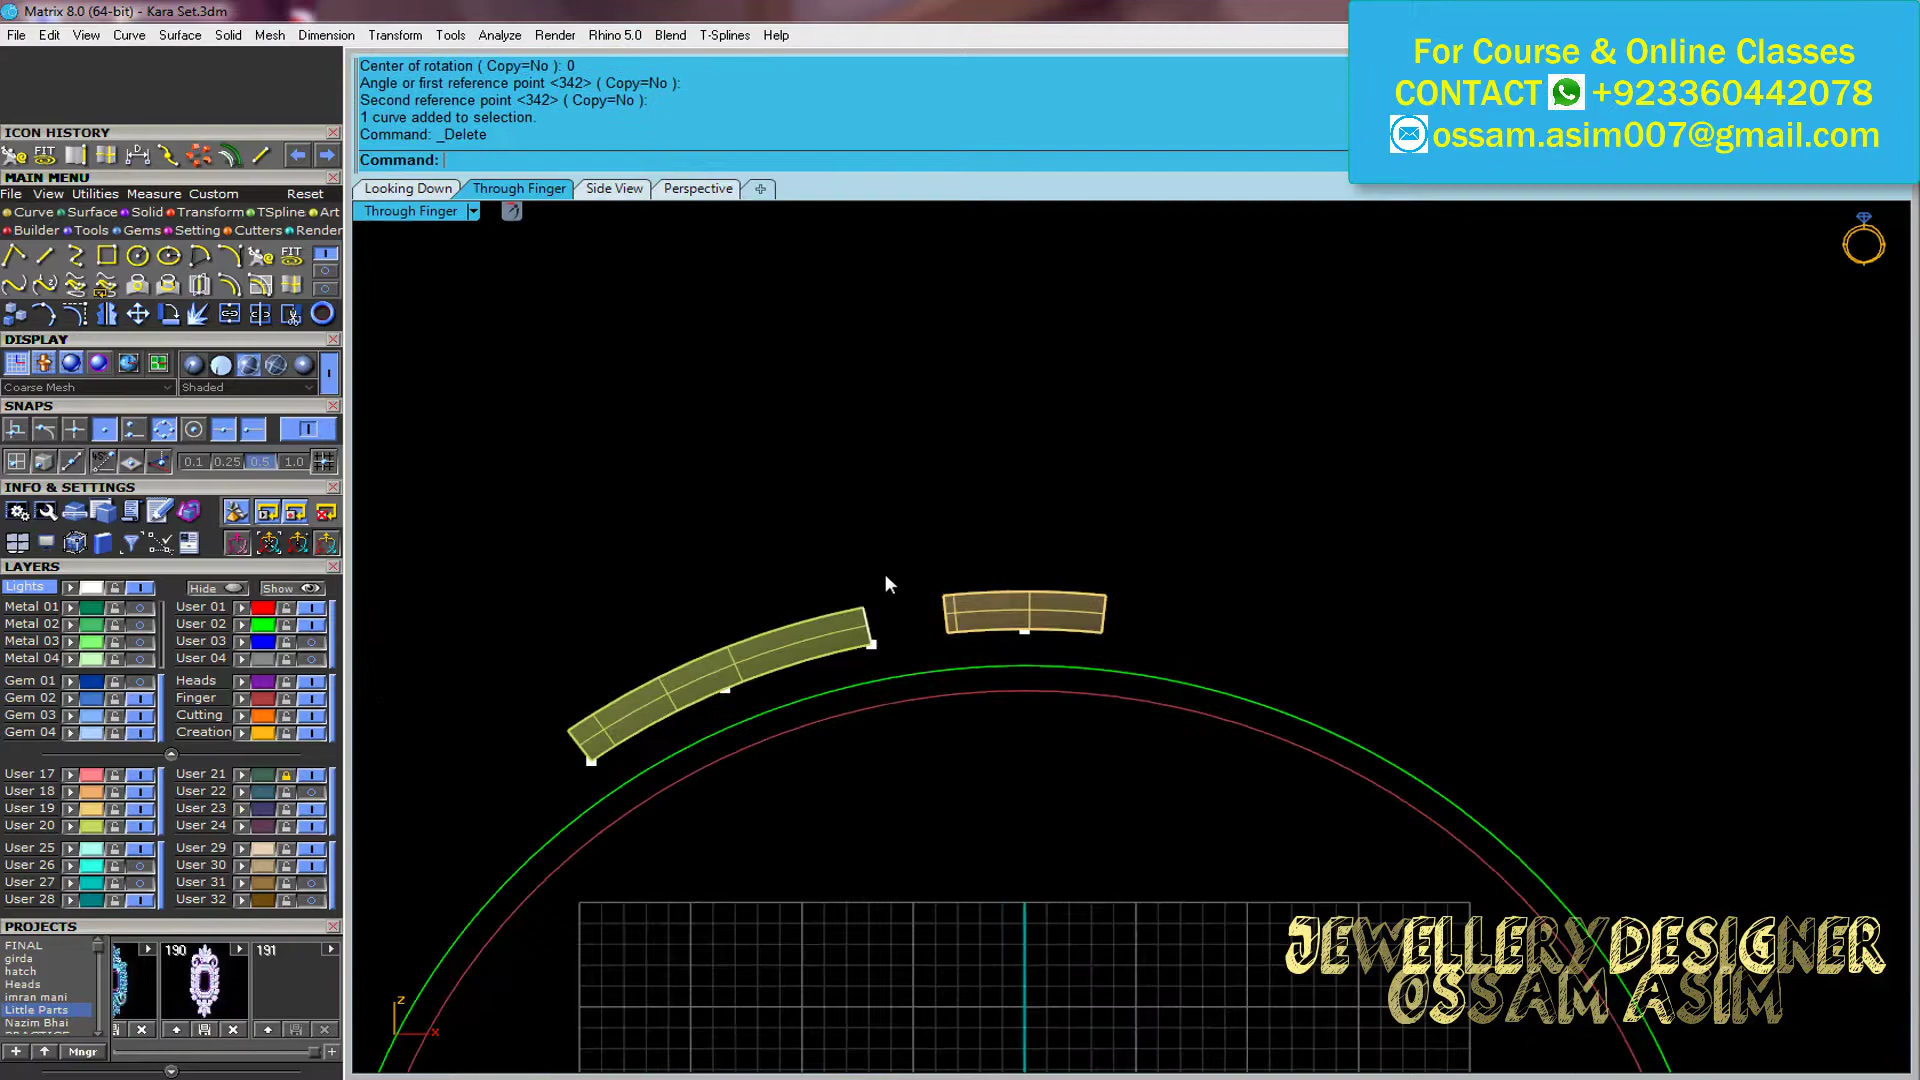 Matrix 8.0 (64-bit) - Kara Set.3dm
File Edit View Curve Surface Solid Mesh Dimension Transform Tools Analyze Render Rhino 5.0 Blend T-Splines Help
For Course & Online Classes
CONTACT +923360442078
ossam.asim007@gmail.com
Center of rotation ( Copy=No ): 0
Angle or first reference point <342> ( Copy=No ):
Second reference point <342> ( Copy=No ):
1 curve added to selection.
Command: _Delete
Command:
Looking Down Through Finger Side View Perspective
Through Finger
ICON HISTORY
FIT
MAIN MENU
File View Utilities Measure Custom Reset
Curve Surface Solid Transform TSpline Art
Builder Tools Gems Setting Cutters Render
FIT
DISPLAY
Coarse Mesh Shaded
SNAPS
0.1 0.25 0.5 1.0
INFO & SETTINGS
LAYERS
Lights Hide Show
Metal 01 User 01
Metal 02 User 02
Metal 03 User 03
Metal 04 User 04
Gem 01 Heads
Gem 02 Finger
Gem 03 Cutting
Gem 04 Creation
User 17 User 21
User 18 User 22
User 19 User 23
User 20 User 24
User 25 User 29
User 26 User 30
User 27 User 31
User 28 User 32
PROJECTS
FINAL
girda
hatch
Heads
imran mani
Little Parts
Nazim Bhai
190 191
Mngr
z
x
JEWELLERY DESIGNER
OSSAM ASIM